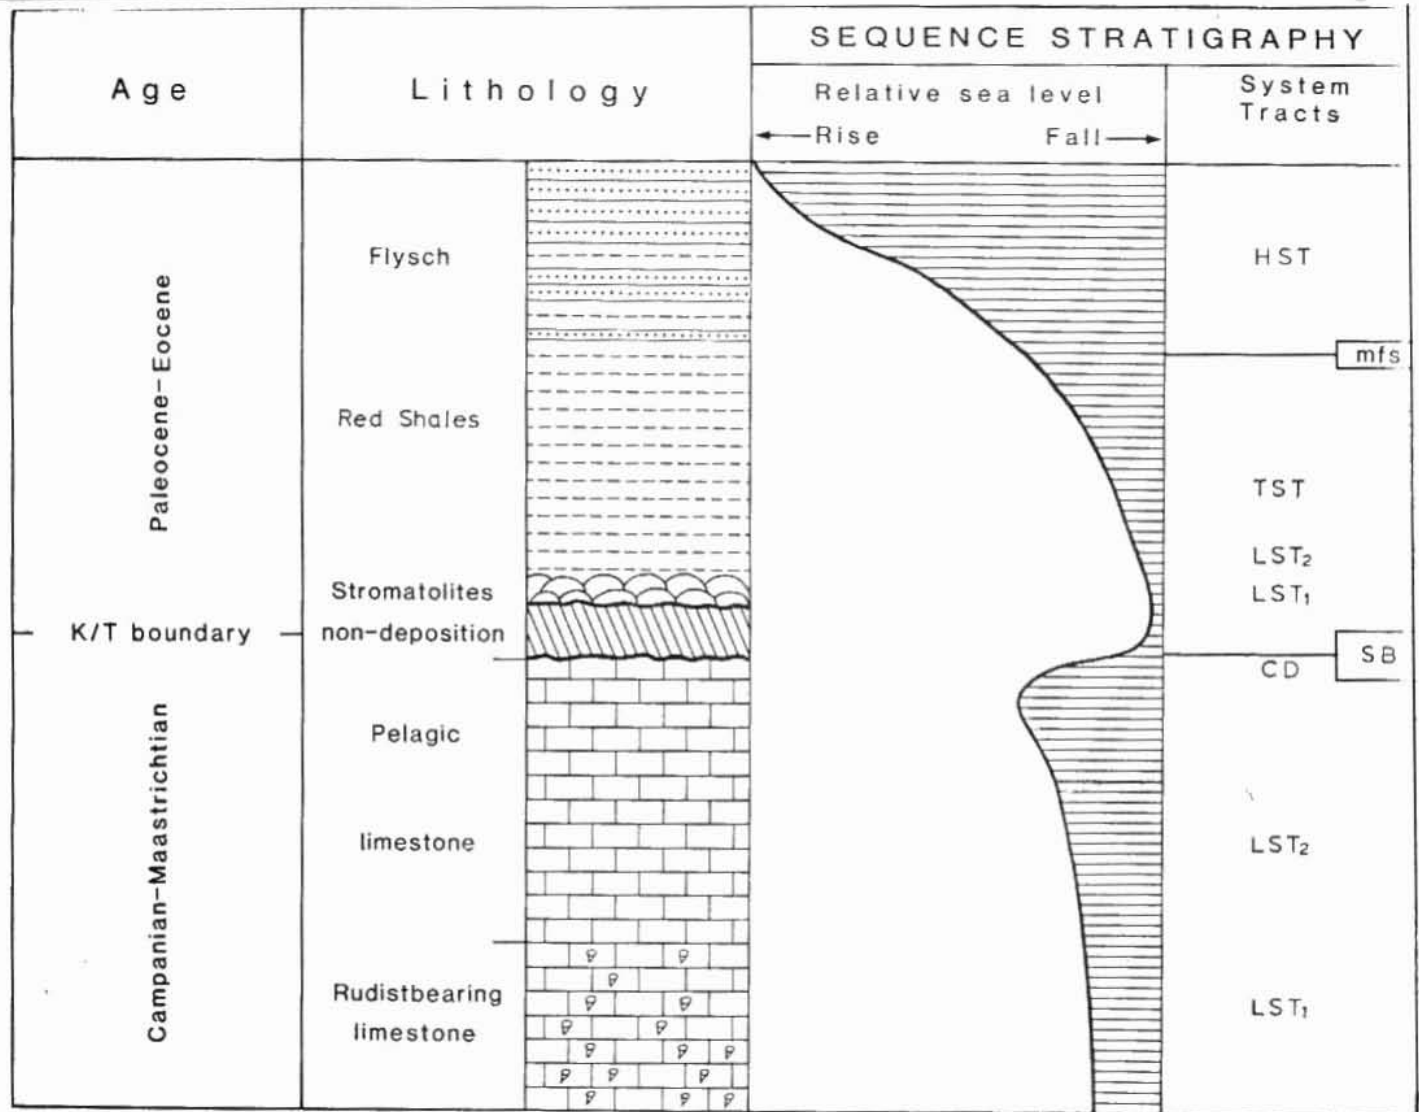 SEQUENCE STRATIGRAPHY
Age
Lithology
Relative sea level
Rise
Fall
System
Tracts
Paleocene-Eocene
K/T boundary
Campanian-Maastrichtian
Flysch
Red Shales
Stromatolites
non-deposition
Pelagic
limestone
Rudistbearing
limestone
HST
mfs
TST
LST₂
LST₁
SB
CD
LST₂
LST₁